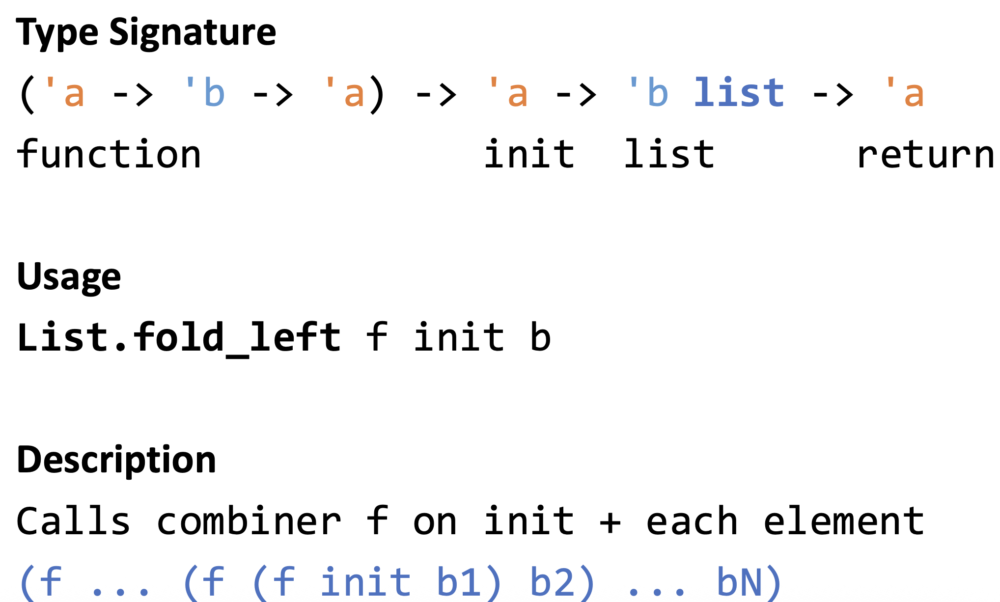 Type Signature
('a -> 'b -> 'a) -> 'a -> 'b list -> 'a
function init list return
Usage
List.fold_left f init b
Description
Calls combiner f on init + each element
(f ... (f (f init b1) b2) ... bN)